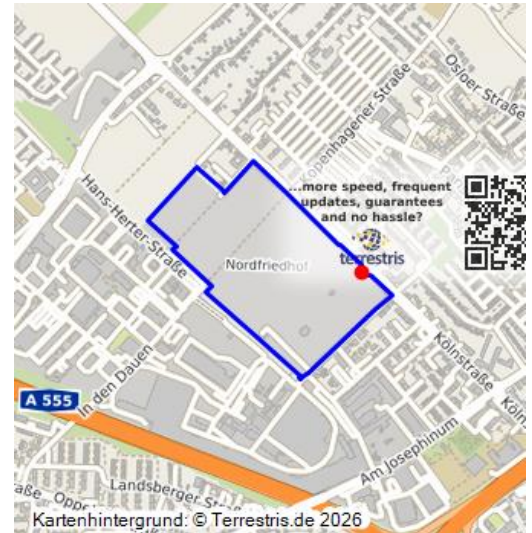 Osloer Straße
Kopenhagener Straße
...more speed, frequent
updates, guarantees
and no hassle?
terrestris
Hans-Herter-Straße
Nordfriedhof
Kölnstraße
In den Dauen
A 555
Am Josephinum
Landsberger Straße
Kartenhintergrund: © Terrestris.de 2026